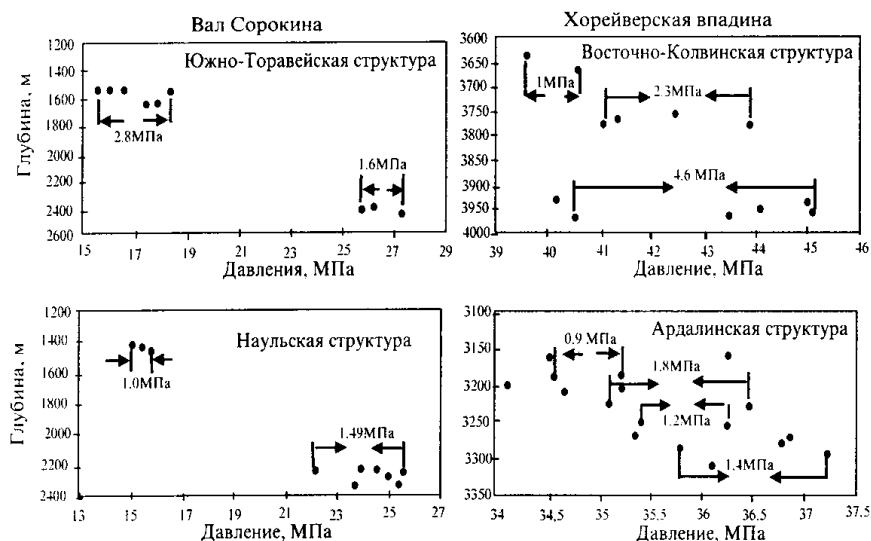 Вал Сорокина
Хорейверская впадина
Глубина, м
1200
1400
1600
1800
2000
2200
2400
2600
Южно-Торавейская структура
2.8МПа
1.6МПа
15 17 19 21 23 25 27 29
Давления, МПа
3600
3650
3700
3750
3800
3850
3900
3950
4000
Восточно-Колвинская структура
1МПа
2.3МПа
4.6 МПа
39 40 41 42 43 44 45 46
Давление, МПа
Глубина, м
1200
1400
1600
1800
2000
2200
2400
Наульская структура
1.0МПа
1.49МПа
13 15 17 19 21 23 25 27
Давление, МПа
3100
3150
3200
3250
3300
3350
Ардалинская структура
0.9 МПа
1.8МПа
1.2МПа
1.4МПа
34 34,5 35 35.5 36 36.5 37 37.5
Давление, МПа